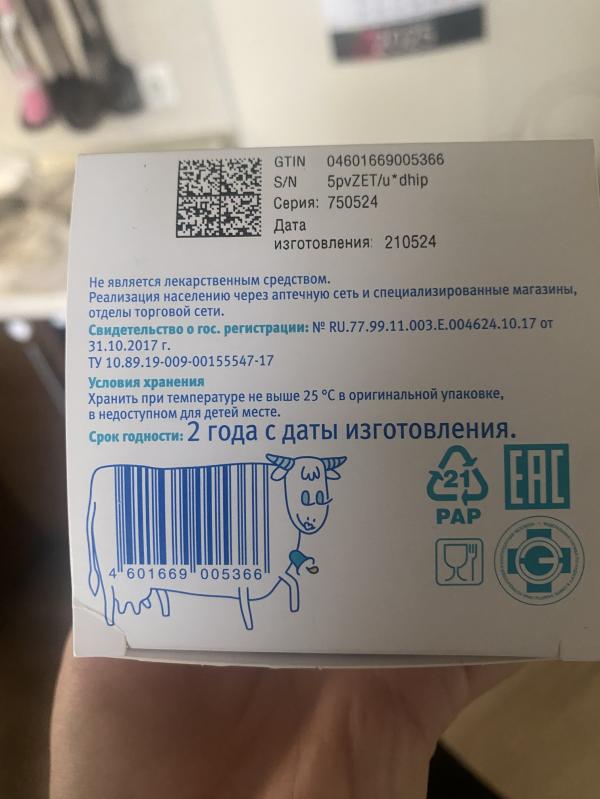 2025
GTIN 04601669005366
S/N 5pvZET/u*dhip
Серия: 750524
Дата
изготовления: 210524
Не является лекарственным средством.
Реализация населению через аптечную сеть и специализированные магазины,
отделы торговой сети.
Свидетельство о гос. регистрации: № RU.77.99.11.003.E.004624.10.17 от
31.10.2017 г.
ТУ 10.89.19-009-00155547-17
Условия хранения
Хранить при температуре не выше 25 °С в оригинальной упаковке,
в недоступном для детей месте.
Срок годности: 2 года с даты изготовления.
4 601669 005366
21
PAP
EAC